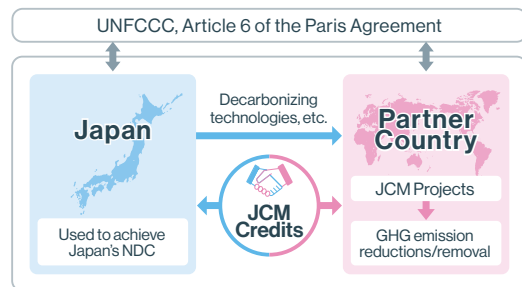 UNFCCC, Article 6 of the Paris Agreement
Japan
Decarbonizing
technologies, etc.
Partner
Country
JCM
Credits
Used to achieve
Japan's NDC
JCM Projects
GHG emission
reductions/removal